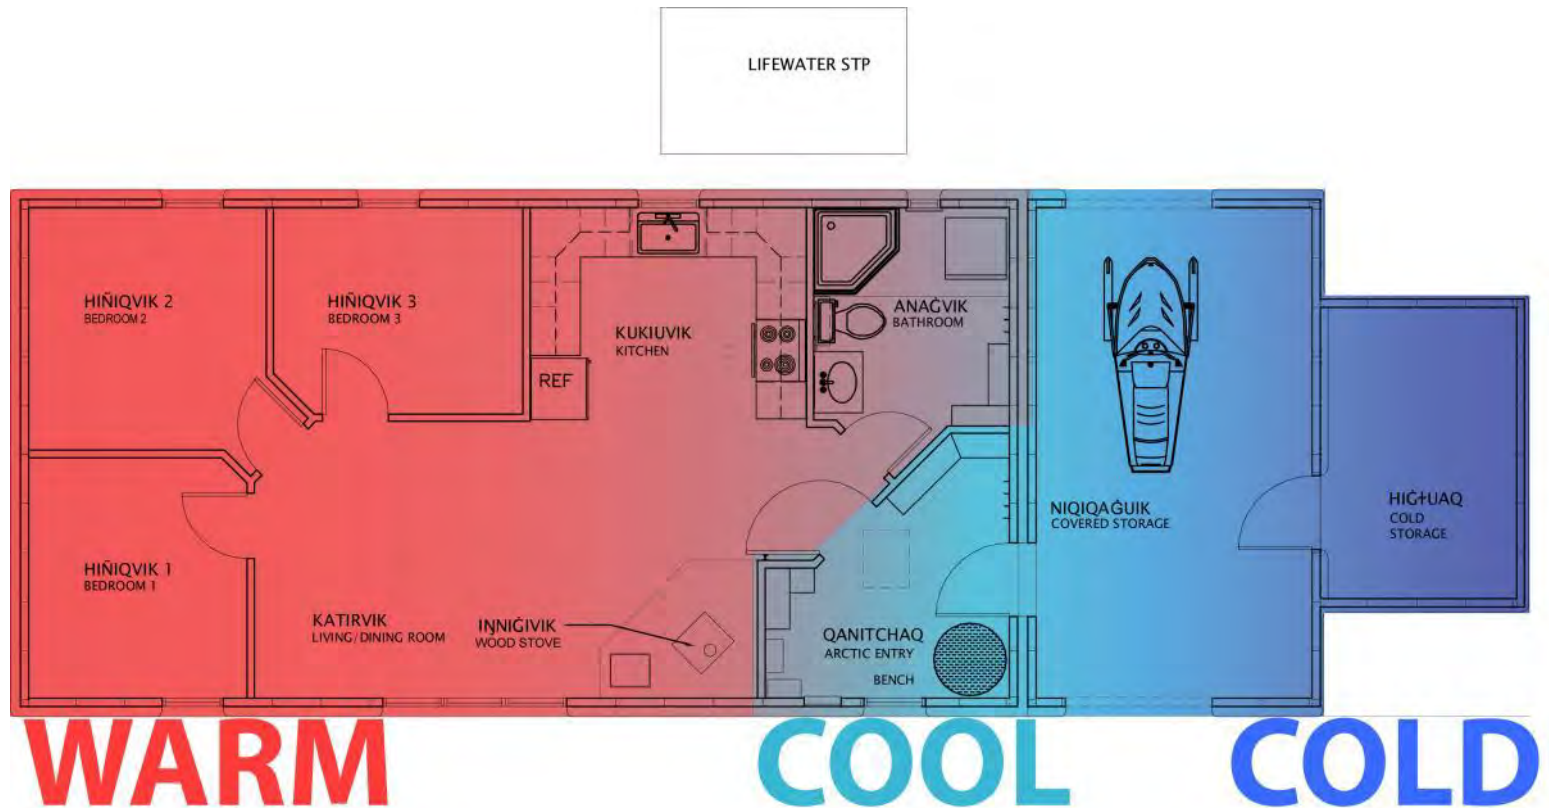 LIFEWATER STP
HIÑIQVIK 2
BEDROOM 2
HIÑIQVIK 3
BEDROOM 3
KUKIUVIK
KITCHEN
REF
ANAĠVIK
BATHROOM
NIQIQAĠUIK
COVERED STORAGE
HIĠⱡUAQ
COLD
STORAGE
HIÑIQVIK 1
BEDROOM 1
KATIRVIK
LIVING/DINING ROOM
IŊNIĠIVIK
WOOD STOVE
QANITCHAQ
ARCTIC ENTRY
BENCH
WARM
COOL
COLD